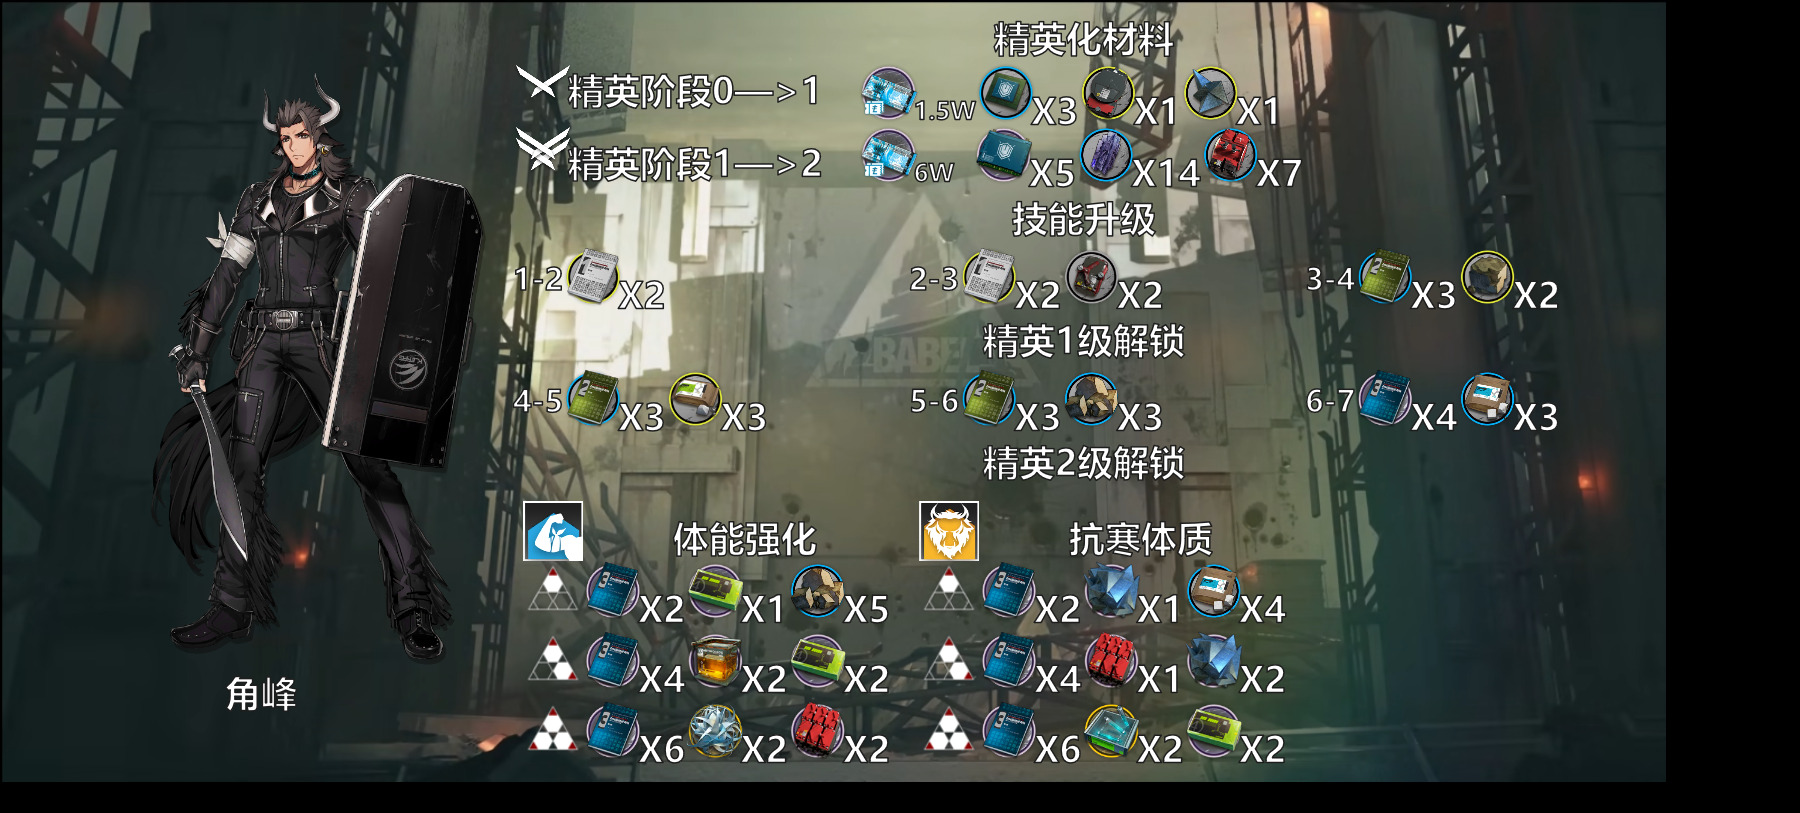 精英化材料
精英阶段0—>1 1.5W X3 X1 X1
精英阶段1—>2 6W X5 X14 X7
技能升级
1-2 X2 2-3 X2 X2 3-4 X3 X2
精英1级解锁
4-5 X3 X3 5-6 X3 X3 6-7 X4 X3
精英2级解锁
体能强化 抗寒体质
X2 X1 X5 X2 X1 X4
X4 X2 X2 X4 X1 X2
X6 X2 X2 X6 X2 X2
角峰